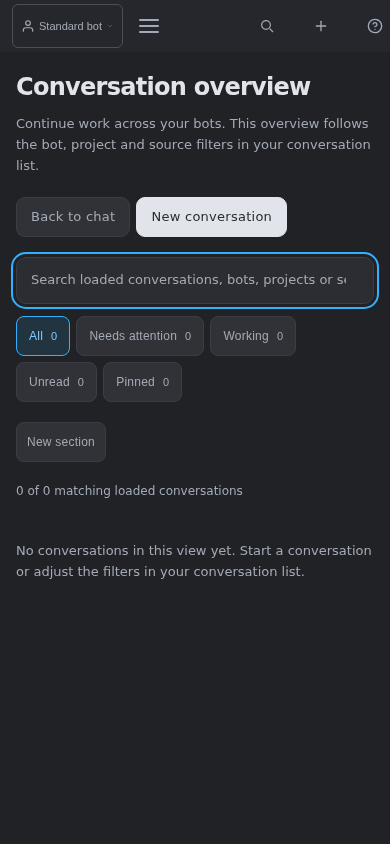 Standard bot
Conversation overview
Continue work across your bots. This overview follows
the bot, project and source filters in your conversation
list.
Back to chat
New conversation
Search loaded conversations, bots, projects or
All 0
Needs attention 0
Working 0
Unread 0
Pinned 0
New section
0 of 0 matching loaded conversations
No conversations in this view yet. Start a conversation
or adjust the filters in your conversation list.